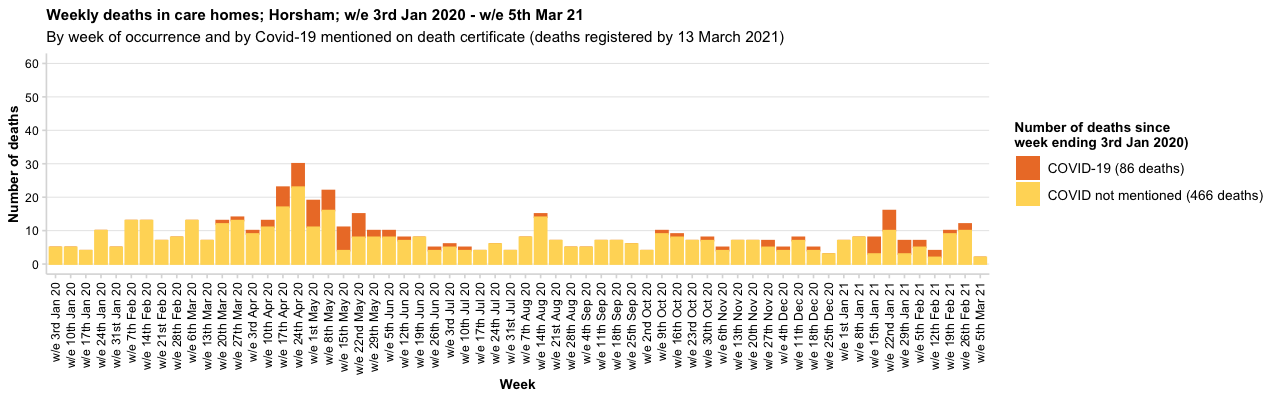 Weekly deaths in care homes; Horsham; w/e 3rd Jan 2020 - w/e 5th Mar 21
By week of occurrence and by Covid-19 mentioned on death certificate (deaths registered by 13 March 2021)
Number of deaths
60
50
40
30
20
10
0
w/e 3rd Jan 20
w/e 10th Jan 20
w/e 17th Jan 20
w/e 24th Jan 20
w/e 31st Jan 20
w/e 7th Feb 20
w/e 14th Feb 20
w/e 21st Feb 20
w/e 28th Feb 20
w/e 6th Mar 20
w/e 13th Mar 20
w/e 20th Mar 20
w/e 27th Mar 20
w/e 3rd Apr 20
w/e 10th Apr 20
w/e 17th Apr 20
w/e 24th Apr 20
w/e 1st May 20
w/e 8th May 20
w/e 15th May 20
w/e 22nd May 20
w/e 29th May 20
w/e 5th Jun 20
w/e 12th Jun 20
w/e 19th Jun 20
w/e 26th Jun 20
w/e 3rd Jul 20
w/e 10th Jul 20
w/e 17th Jul 20
w/e 24th Jul 20
w/e 31st Jul 20
w/e 7th Aug 20
w/e 14th Aug 20
w/e 21st Aug 20
w/e 28th Aug 20
w/e 4th Sep 20
w/e 11th Sep 20
w/e 18th Sep 20
w/e 25th Sep 20
w/e 2nd Oct 20
w/e 9th Oct 20
w/e 16th Oct 20
w/e 23rd Oct 20
w/e 30th Oct 20
w/e 6th Nov 20
w/e 13th Nov 20
w/e 20th Nov 20
w/e 27th Nov 20
w/e 4th Dec 20
w/e 11th Dec 20
w/e 18th Dec 20
w/e 25th Dec 20
w/e 1st Jan 21
w/e 8th Jan 21
w/e 15th Jan 21
w/e 22nd Jan 21
w/e 29th Jan 21
w/e 5th Feb 21
w/e 12th Feb 21
w/e 19th Feb 21
w/e 26th Feb 21
w/e 5th Mar 21
Week
Number of deaths since
week ending 3rd Jan 2020)
COVID-19 (86 deaths)
COVID not mentioned (466 deaths)